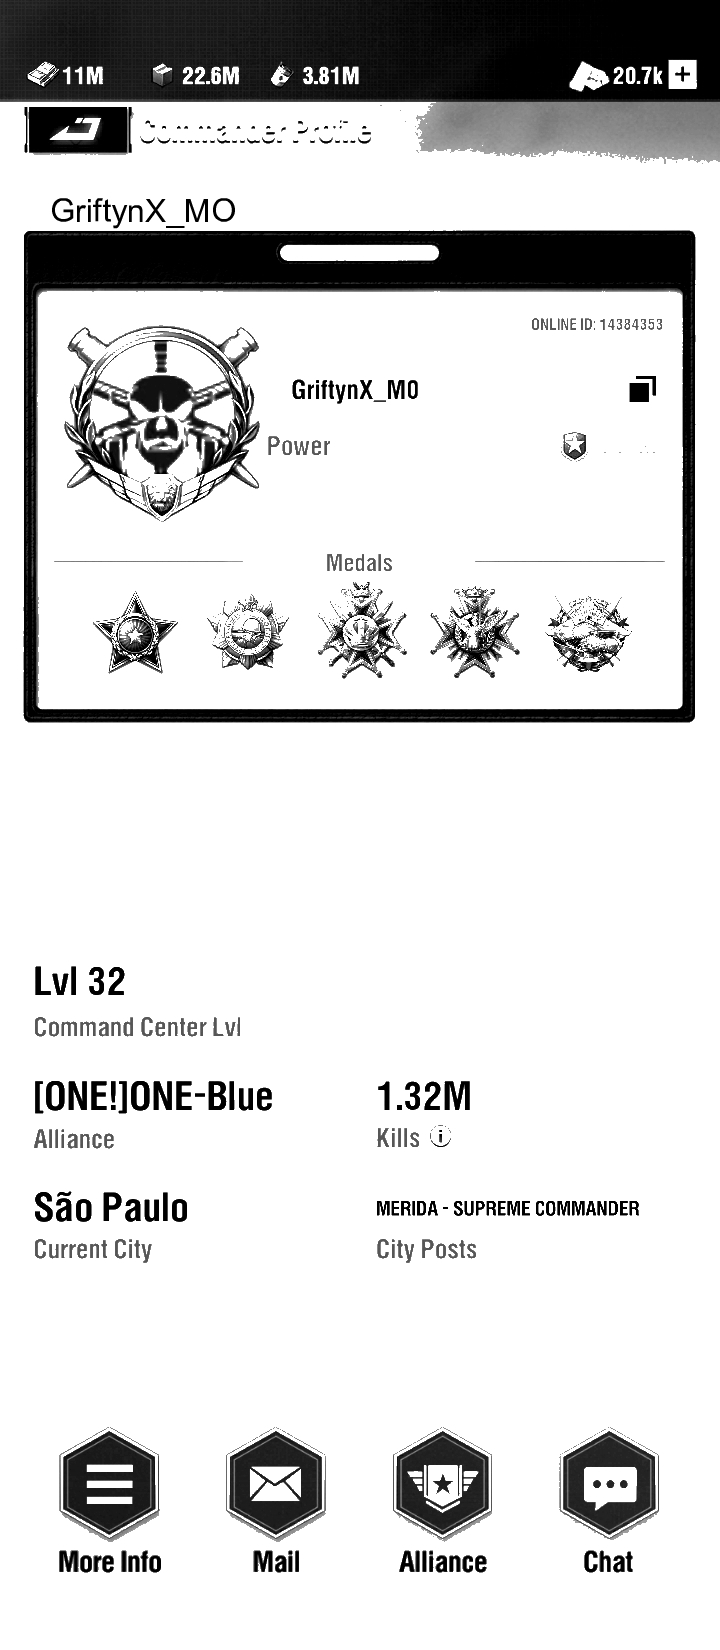 11M 22.6M 3.81M 20.7k
Commander Profile
GriftynX_MO
ONLINE ID: 14384353
GriftynX_M0
Power
Medals
Lvl 32
Command Center Lvl
[ONE!]ONE-Blue 1.32M
Alliance Kills
São Paulo MERIDA - SUPREME COMMANDER
Current City City Posts
More Info Mail Alliance Chat